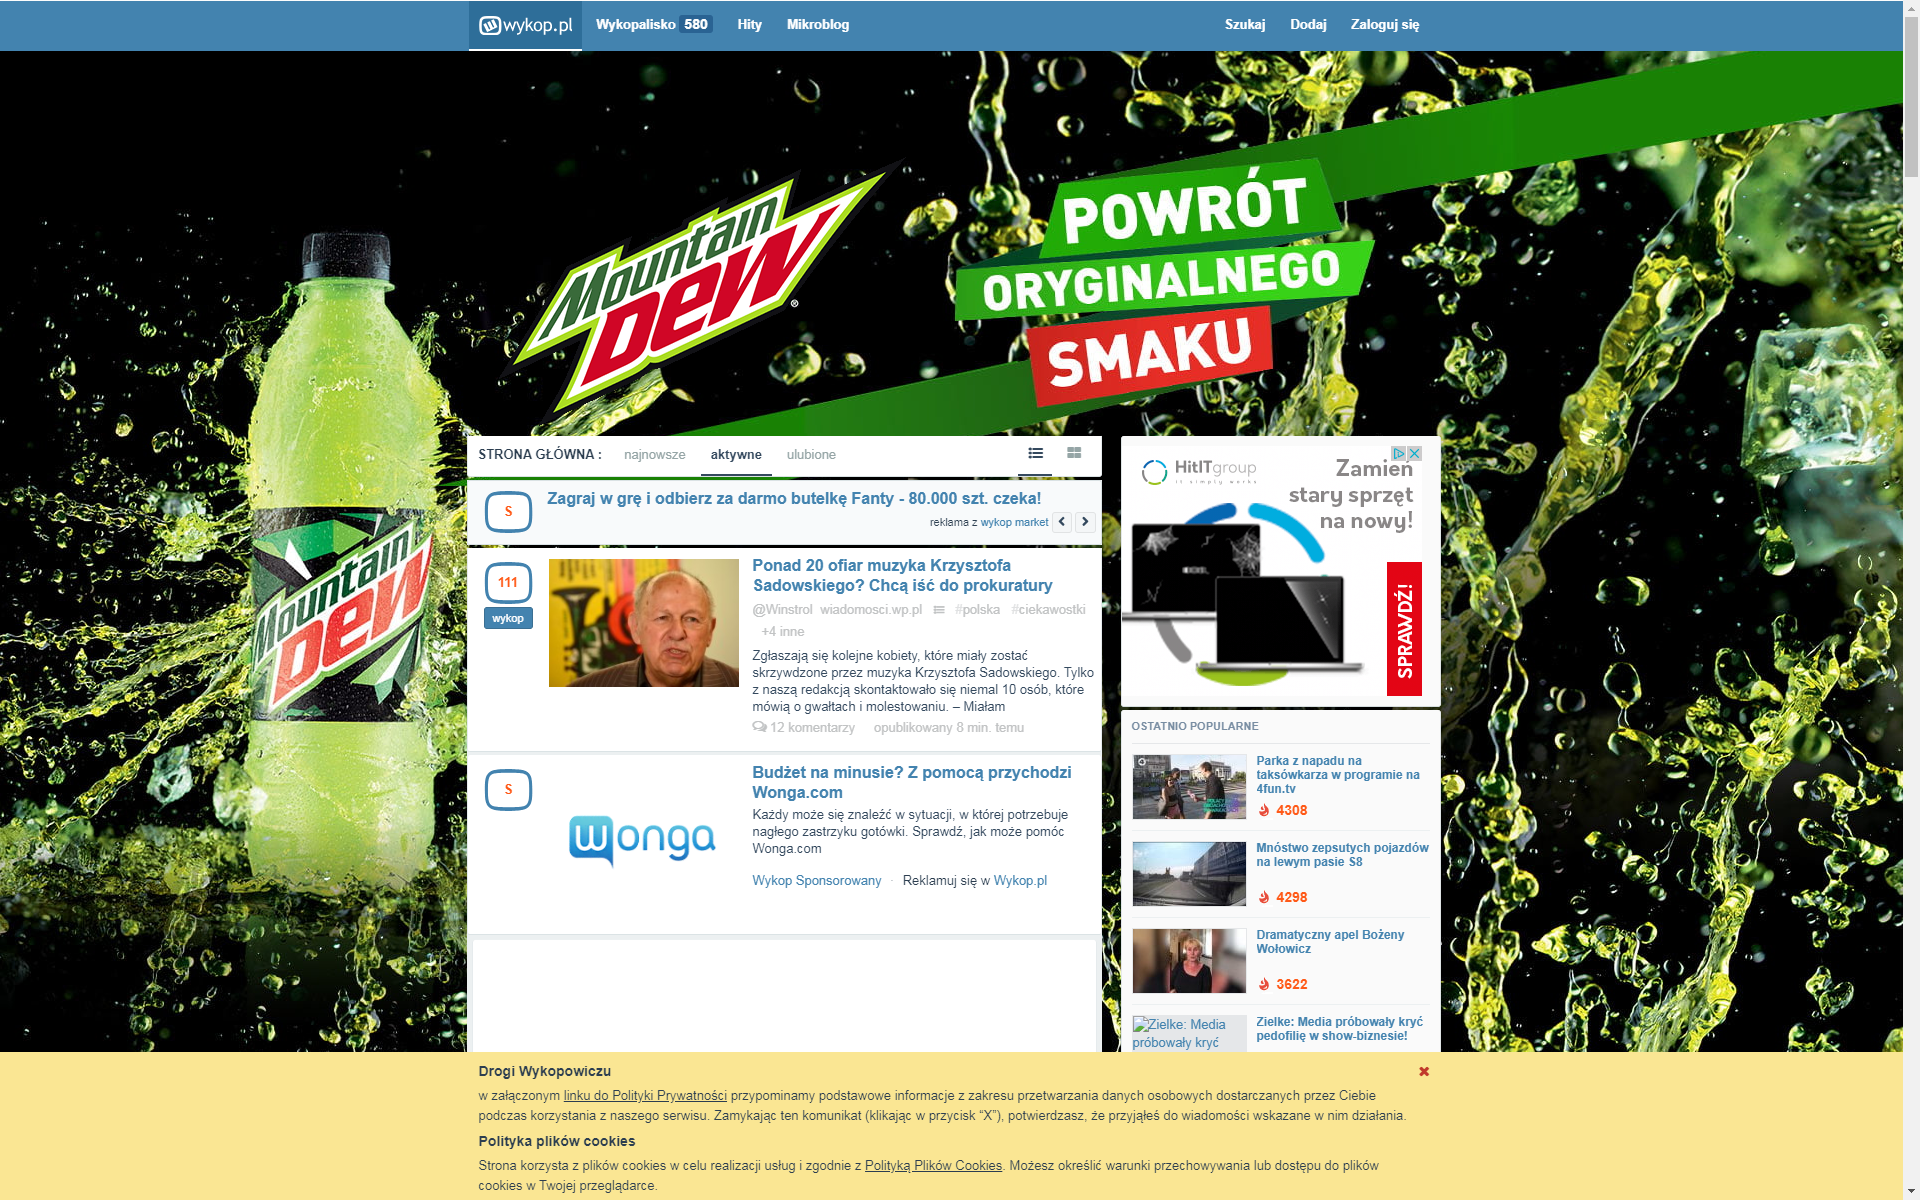 wykop.pl
Wykopalisko 580
Hity
Mikroblog
Szukaj
Dodaj
Zaloguj się
Mountain
Dew®
POWRÓT
ORYGINALNEGO
SMAKU
Mountain
Dew
STRONA GŁÓWNA :
najnowsze
aktywne
ulubione
S
Zagraj w grę i odbierz za darmo butelkę Fanty - 80.000 szt. czeka!
reklama z wykop market
111
wykop
Ponad 20 ofiar muzyka Krzysztofa
Sadowskiego? Chcą iść do prokuratury
@Winstrol wiadomosci.wp.pl #polska #ciekawostki
+4 inne
Zgłaszają się kolejne kobiety, które miały zostać
skrzywdzone przez muzyka Krzysztofa Sadowskiego. Tylko
z naszą redakcją skontaktowało się niemal 10 osób, które
mówią o gwałtach i molestowaniu. – Miałam
12 komentarzy opublikowany 8 min. temu
S
wonga
Budżet na minusie? Z pomocą przychodzi
Wonga.com
Każdy może się znaleźć w sytuacji, w której potrzebuje
nagłego zastrzyku gotówki. Sprawdź, jak może pomóc
Wonga.com
Wykop Sponsorowany · Reklamuj się w Wykop.pl
HitITgroup
it simply works
Zamień
stary sprzęt
na nowy!
SPRAWDŹ!
OSTATNIO POPULARNE
Parka z napadu na
taksówkarza w programie na
4fun.tv
4308
Mnóstwo zepsutych pojazdów
na lewym pasie S8
4298
Dramatyczny apel Bożeny
Wołowicz
3622
Zielke: Media
próbowały kryć
Zielke: Media próbowały kryć
pedofilię w show-biznesie!
Drogi Wykopowiczu
w załączonym linku do Polityki Prywatności przypominamy podstawowe informacje z zakresu przetwarzania danych osobowych dostarczanych przez Ciebie
podczas korzystania z naszego serwisu. Zamykając ten komunikat (klikając w przycisk “X”), potwierdzasz, że przyjąłeś do wiadomości wskazane w nim działania.
Polityka plików cookies
Strona korzysta z plików cookies w celu realizacji usług i zgodnie z Polityką Plików Cookies. Możesz określić warunki przechowywania lub dostępu do plików
cookies w Twojej przeglądarce.